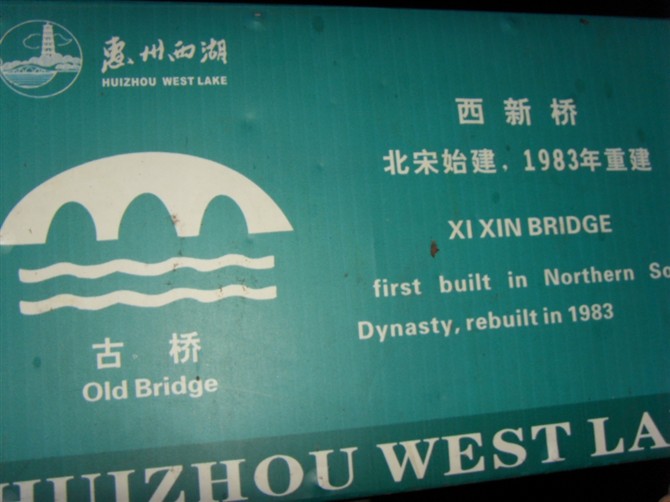 惠州西湖
HUIZHOU WEST LAKE
西新桥
北宋始建，1983年重建
XI XIN BRIDGE
first built in Northern So
Dynasty, rebuilt in 1983
古桥
Old Bridge
HUIZHOU WEST LA